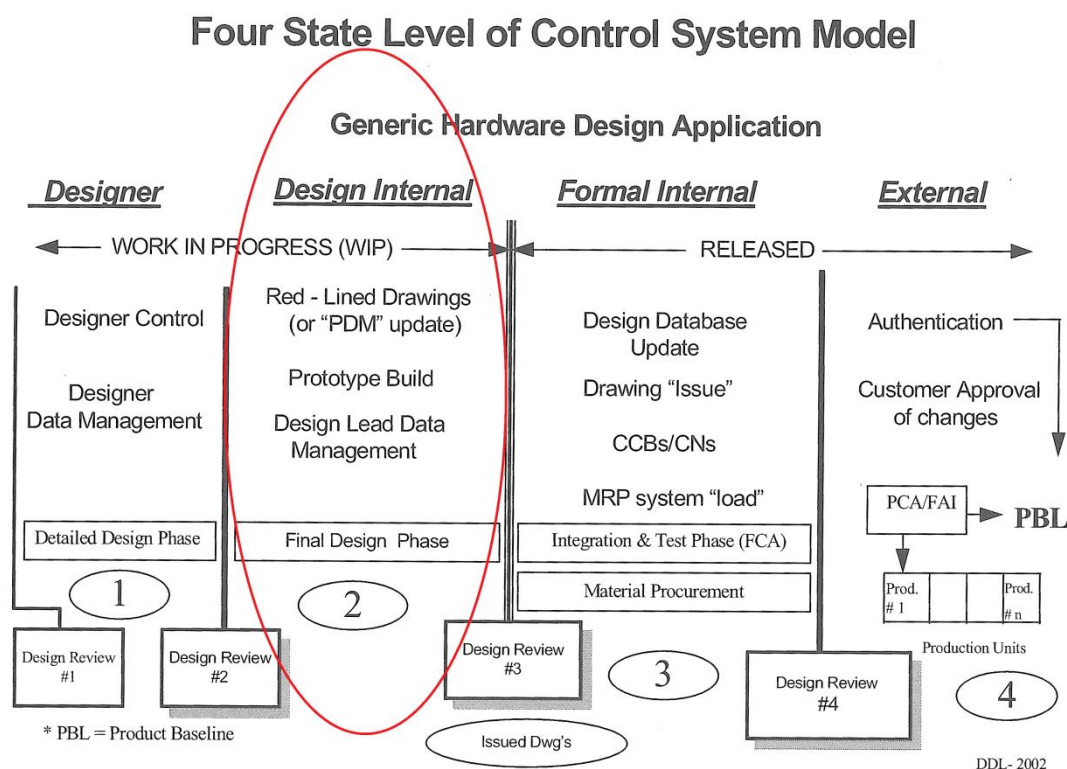 Four State Level of Control System Model
Generic Hardware Design Application
Designer
Design Internal
Formal Internal
External
WORK IN PROGRESS (WIP)
RELEASED
Designer Control
Designer
Data Management
Red - Lined Drawings
(or “PDM” update)
Prototype Build
Design Lead Data
Management
Design Database
Update
Drawing “Issue”
CCBs/CNs
MRP system “load”
Authentication
Customer Approval
of changes
PCA/FAI
PBL
Detailed Design Phase
Final Design Phase
Integration & Test Phase (FCA)
Material Procurement
Prod.
# 1
Prod.
# n
Production Units
1
2
3
4
Design Review
#1
Design Review
#2
Design Review
#3
Design Review
#4
* PBL = Product Baseline
Issued Dwg's
DDL- 2002